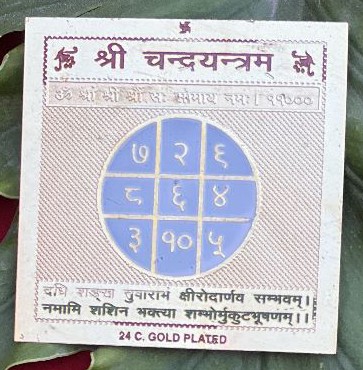 श्री चन्द्रयन्त्रम्
ॐ श्रां श्रीं सः सोमाय नमः। ११०००
७ २ ९
८ ६ ४
३ १० ५
दधि शङ्ख तुषाराभं क्षीरोदार्णव सम्भवम्।
नमामि शशिन भक्त्या शम्भोर्मुकुटभूषणम्।।
24 C. GOLD PLATED